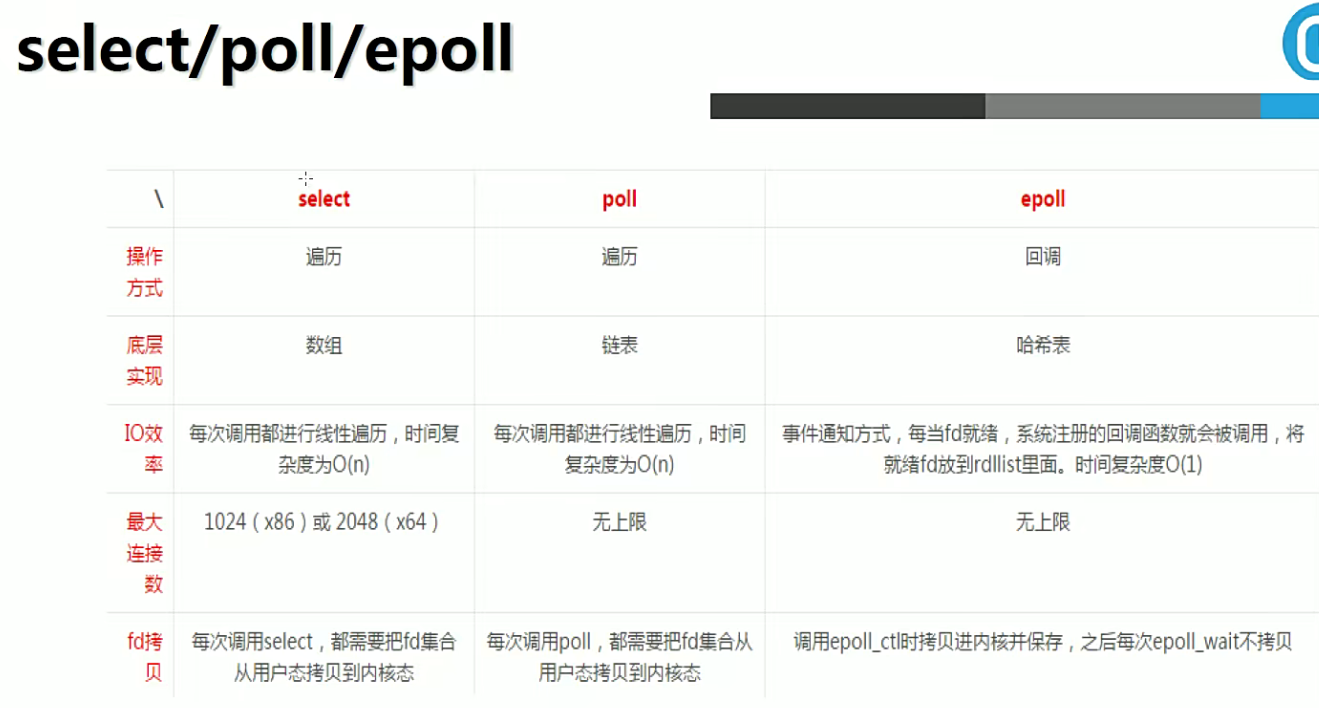 select/poll/epoll
\ select poll epoll
操作 遍历 遍历 回调
方式
底层 数组 链表 哈希表
实现
IO效 每次调用都进行线性遍历，时间复 每次调用都进行线性遍历，时间 事件通知方式，每当fd就绪，系统注册的回调函数就会被调用，将
率 杂度为O(n) 复杂度为O(n) 就绪fd放到rdllist里面。时间复杂度O(1)
最大 1024（x86）或 2048（x64） 无上限 无上限
连接
数
fd拷 每次调用select，都需要把fd集合 每次调用poll，都需要把fd集合从 调用epoll_ctl时拷贝进内核并保存，之后每次epoll_wait不拷贝
贝 从用户态拷贝到内核态 用户态拷贝到内核态